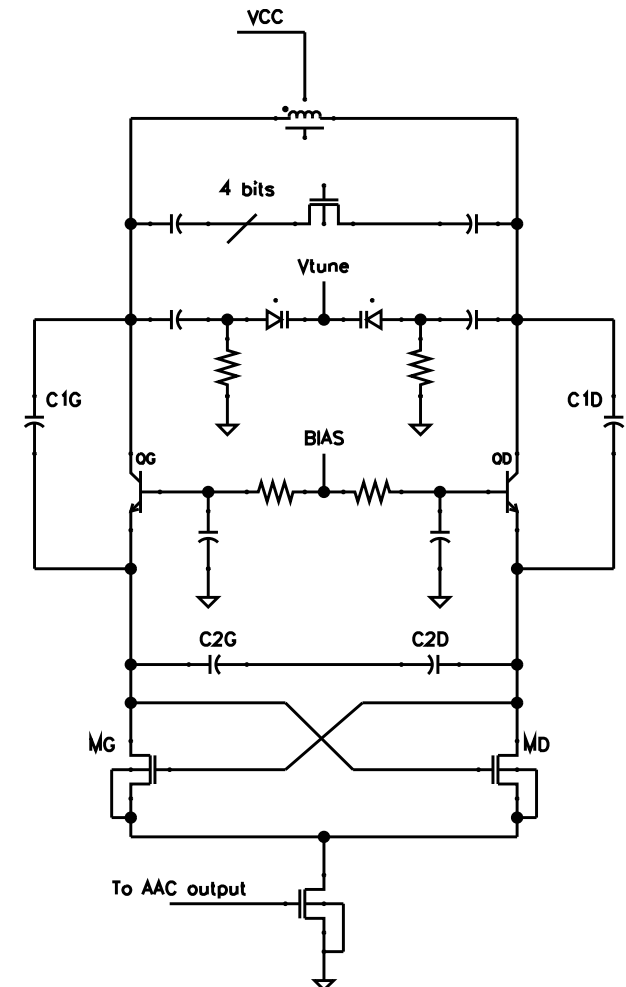 VCC
4 bits
Vtune
C1G
C1D
QG
QD
BIAS
C2G
C2D
MG
MD
To AAC output